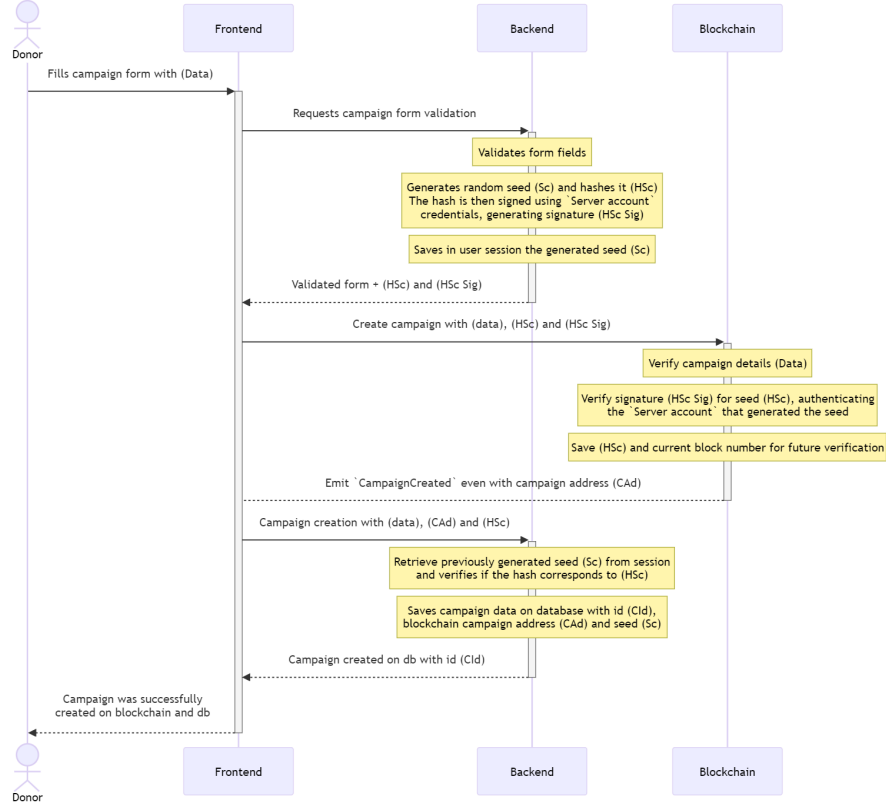 Donor
Frontend
Backend
Blockchain
Fills campaign form with (Data)
Requests campaign form validation
Validates form fields
Generates random seed (Sc) and hashes it (HSc)
The hash is then signed using `Server account`
credentials, generating signature (HSc Sig)
Saves in user session the generated seed (Sc)
Validated form + (HSc) and (HSc Sig)
Create campaign with (data), (HSc) and (HSc Sig)
Verify campaign details (Data)
Verify signature (HSc Sig) for seed (HSc), authenticating
the `Server account` that generated the seed
Save (HSc) and current block number for future verification
Emit `CampaignCreated` even with campaign address (CAd)
Campaign creation with (data), (CAd) and (HSc)
Retrieve previously generated seed (Sc) from session
and verifies if the hash corresponds to (HSc)
Saves campaign data on database with id (CId),
blockchain campaign address (CAd) and seed (Sc)
Campaign created on db with id (CId)
Campaign was successfully
created on blockchain and db
Donor
Frontend
Backend
Blockchain